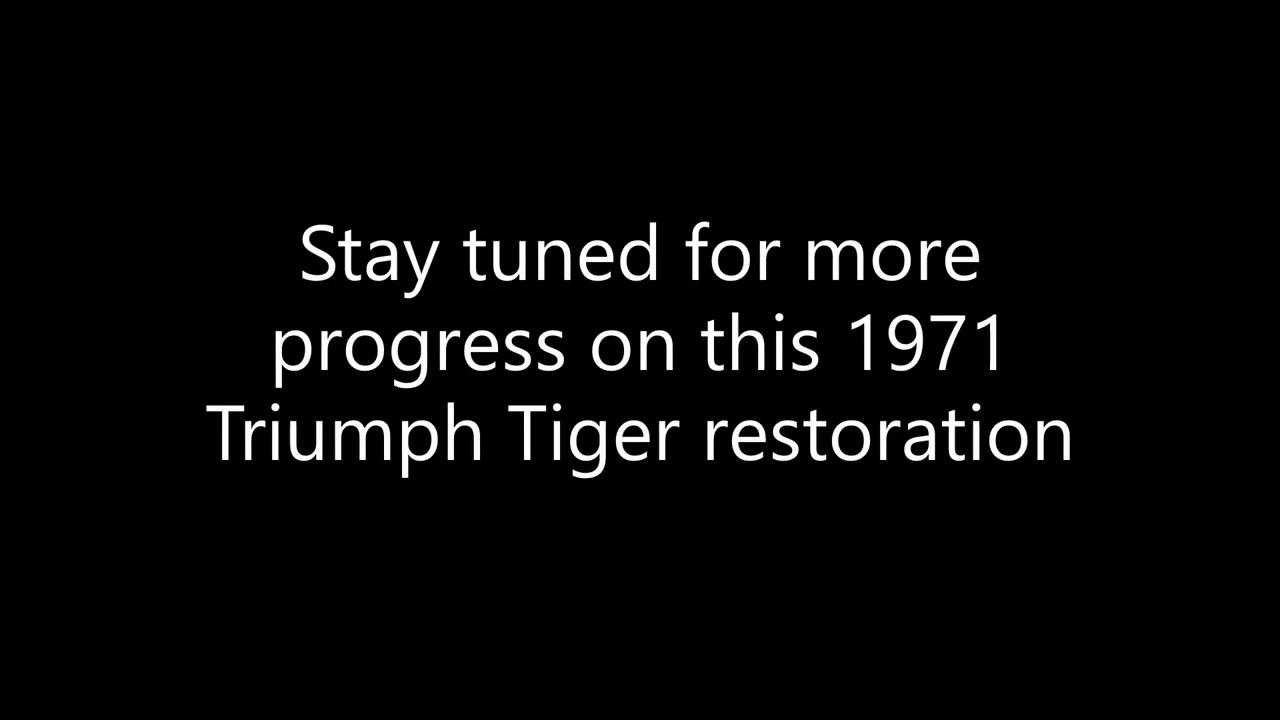 Stay tuned for more
progress on this 1971
Triumph Tiger restoration